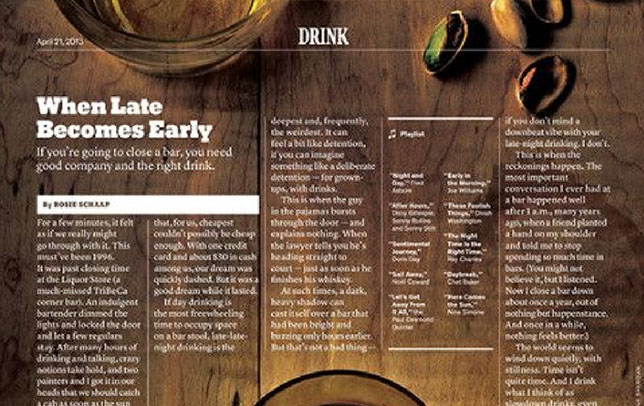 April 21, 2013
DRINK
When Late
Becomes Early
If you're going to close a bar, you need
good company and the right drink.
By ROSIE SCHAAP
For a few minutes, it felt
as if we really might
go through with it. This
must've been 1996.
It was past closing time
at the Liquor Store (a
much-missed TriBeCa
corner bar). An indulgent
bartender dimmed the
lights and locked the door
and let a few regulars
stay. After many hours of
drinking and talking, crazy
notions take hold, and two
painters and I got it in our
heads that we should catch
a cab as soon as the sun
that, for us, cheapest
couldn't possibly be cheap
enough. With one credit
card and about $30 in cash
among us, our dream was
quickly dashed. But it was a
good dream while it lasted.
If day drinking is
the most freewheeling
time to occupy space
on a bar stool, late-late-
night drinking is the
deepest and, frequently,
the weirdest. It can
feel a bit like detention,
if you can imagine
something like a deliberate
detention — for grown-
ups, with drinks.
This is when the guy
in the pajamas bursts
through the door — and
explains nothing. When
the lawyer tells you he's
heading straight to
court — just as soon as he
finishes his whiskey.
At such times, a dark,
heavy shadow can
cast itself over a bar that
had been bright and
buzzing only hours earlier.
But that's not a bad thing —
Playlist
"Night and
Day," Fred
Astaire
"After Hours,"
Dizzy Gillespie,
Sonny Rollins
and Sonny Stitt
"Sentimental
Journey,"
Doris Day
"Sail Away,"
Noël Coward
"Let's Get
Away From
It All," the
Paul Desmond
Quintet
"Early in
the Morning,"
Joe Williams
"These Foolish
Things," Dinah
Washington
"The Night
Time Is the
Right Time,"
Ray Charles
"Daybreak,"
Chet Baker
"Here Comes
the Sun,"
Nina Simone
if you don't mind a
downbeat vibe with your
late-night drinking. I don't.
This is when the
reckonings happen. The
most important
conversation I ever had at
a bar happened well
after 1 a.m., many years
ago, when a friend planted
a hand on my shoulder
and told me to stop
spending so much time in
bars. (You might not
believe it, but I listened.
Now I close a bar down
about once a year, out of
nothing but happenstance.
And once in a while,
nothing feels better.)
The world seems to
wind down quietly, with
stillness. Time isn't
quite time. And I drink
what I think of as
slowdown drinks, even